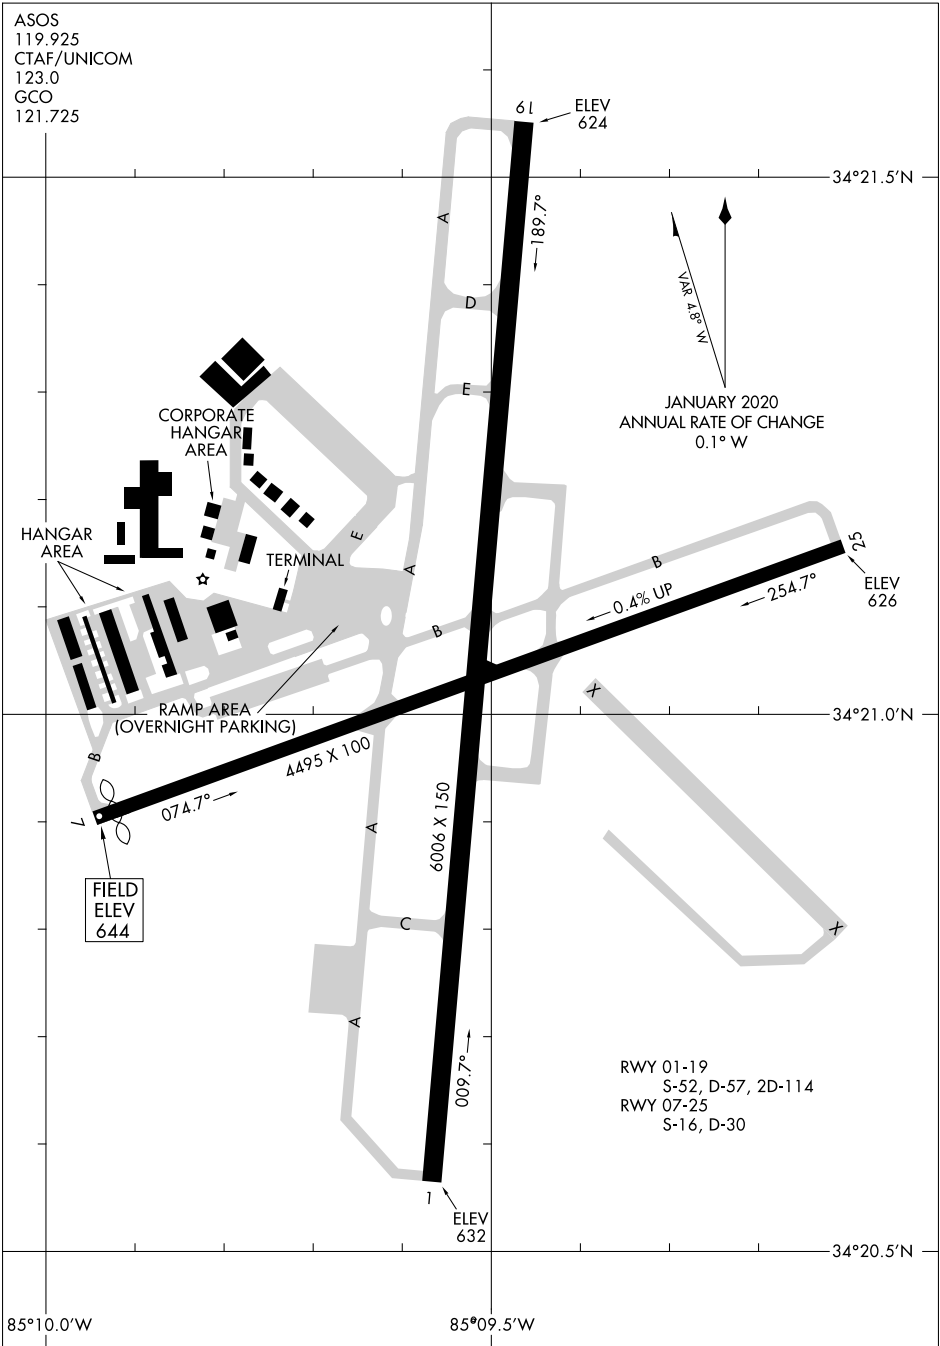 ASOS
119.925
CTAF/UNICOM
123.0
GCO
121.725
19
ELEV
624
34°21.5'N
189.7°
A
D
VAR 4.8° W
E
JANUARY 2020
ANNUAL RATE OF CHANGE
0.1° W
CORPORATE
HANGAR
AREA
HANGAR
AREA
E
TERMINAL
A
B
25
ELEV
626
0.4% UP
254.7°
B
RAMP AREA
(OVERNIGHT PARKING)
X
34°21.0'N
B
4495 X 100
074.7°
7
6006 X 150
A
FIELD
ELEV
644
C
X
A
009.7°
RWY 01-19
S-52, D-57, 2D-114
RWY 07-25
S-16, D-30
1
ELEV
632
34°20.5'N
85°10.0'W
85°09.5'W